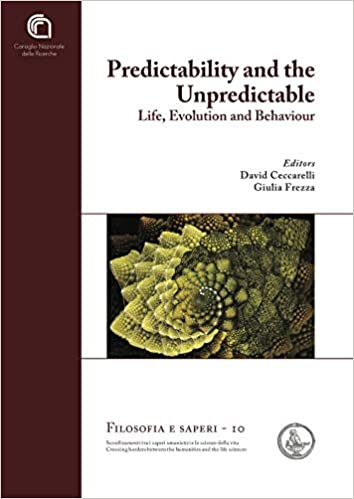 Consiglio Nazionale
delle Ricerche
Predictability and the
Unpredictable
Life, Evolution and Behaviour
Editors
David Ceccarelli
Giulia Frezza
FILOSOFIA E SAPERI - 10
Sconfinamenti tra i saperi umanistici e le scienze della vita
Crossing borders between the humanities and the life sciences